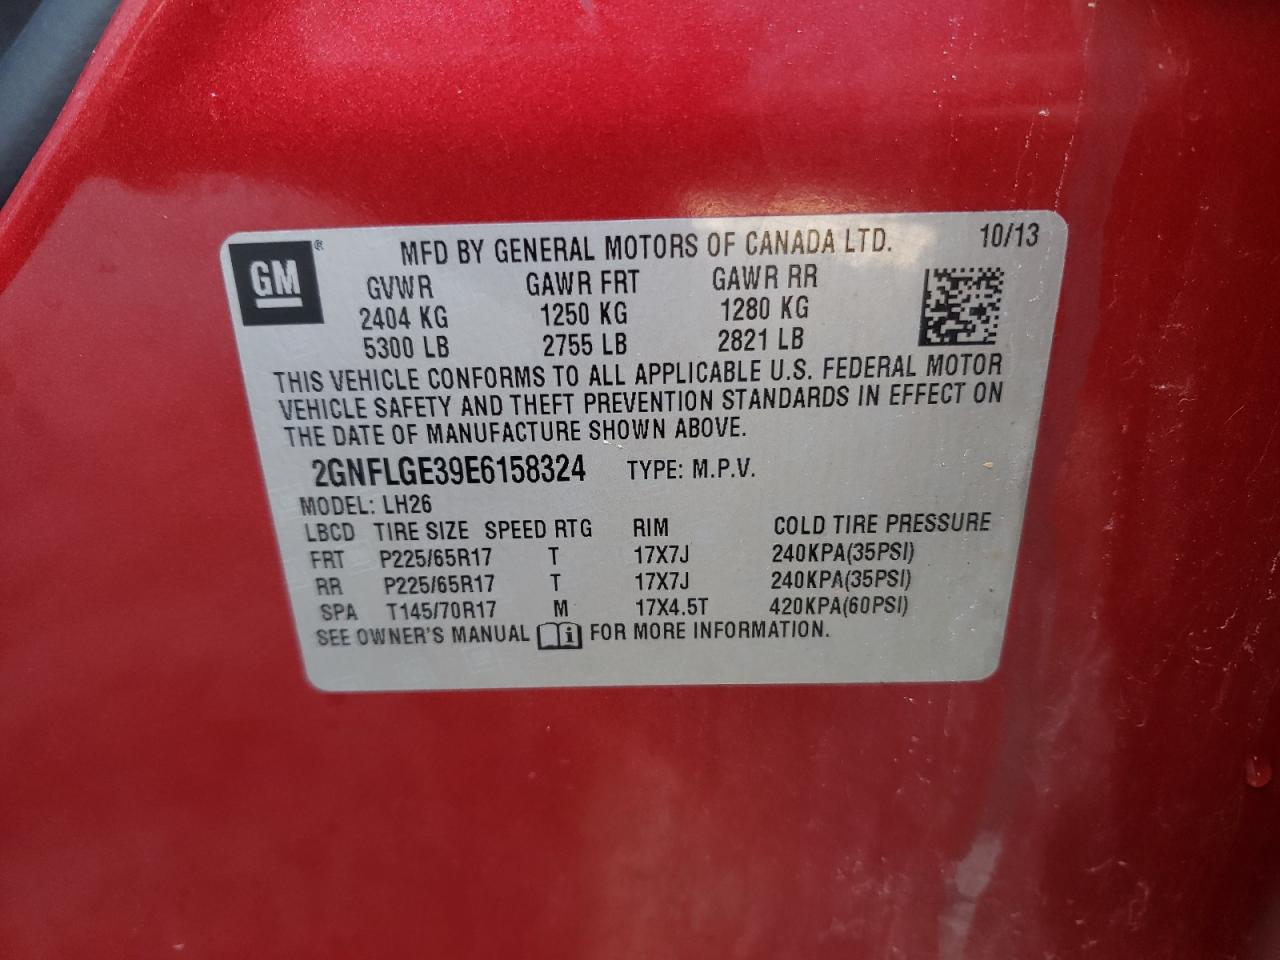 GM ® MFD BY GENERAL MOTORS OF CANADA LTD. 10/13
GVWR GAWR FRT GAWR RR
2404 KG 1250 KG 1280 KG
5300 LB 2755 LB 2821 LB
THIS VEHICLE CONFORMS TO ALL APPLICABLE U.S. FEDERAL MOTOR
VEHICLE SAFETY AND THEFT PREVENTION STANDARDS IN EFFECT ON
THE DATE OF MANUFACTURE SHOWN ABOVE.
2GNFLGE39E6158324 TYPE: M.P.V.
MODEL: LH26
LBCD TIRE SIZE SPEED RTG RIM COLD TIRE PRESSURE
FRT P225/65R17 T 17X7J 240KPA(35PSI)
RR P225/65R17 T 17X7J 240KPA(35PSI)
SPA T145/70R17 M 17X4.5T 420KPA(60PSI)
SEE OWNER'S MANUAL i FOR MORE INFORMATION.